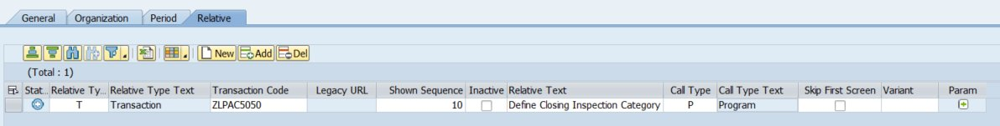 General Organization Period Relative
New Add Del
(Total : 1)
Stat.. Relative Ty... Relative Type Text Transaction Code Legacy URL Shown Sequence Inactive Relative Text Call Type Call Type Text Skip First Screen Variant Param
T Transaction ZLPAC5050 10 Define Closing Inspection Category P Program